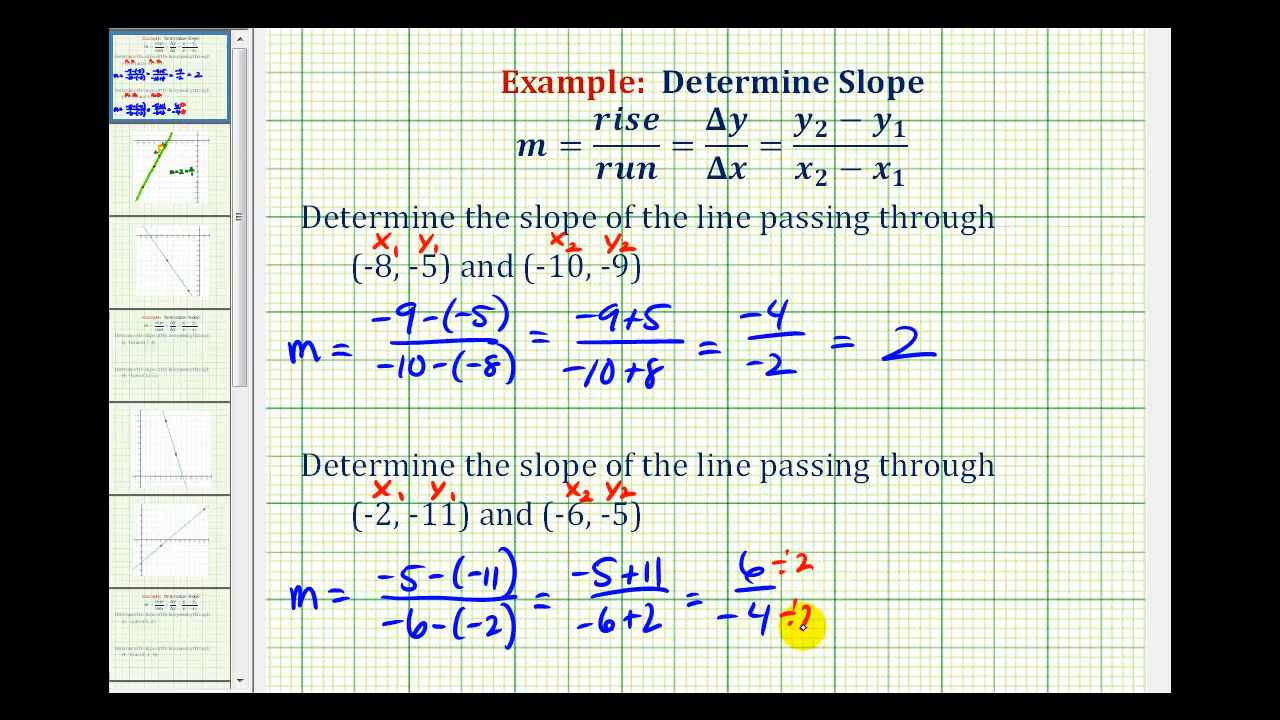 Example: Determine Slope
m = rise/run = Δy/Δx = y₂ − y₁/x₂ − x₁
Determine the slope of the line passing through
x₁ y₁ x₂ y₂
(-8, -5) and (-10, -9)
m = −9−(−5)/−10−(−8) = −9+5/−10+8 = −4/−2 = 2
Determine the slope of the line passing through
x₁ y₁ x₂ y₂
(-2, -11) and (-6, -5)
m = −5−(−11)/−6−(−2) = −5+11/−6+2 = 6÷2/−4÷2